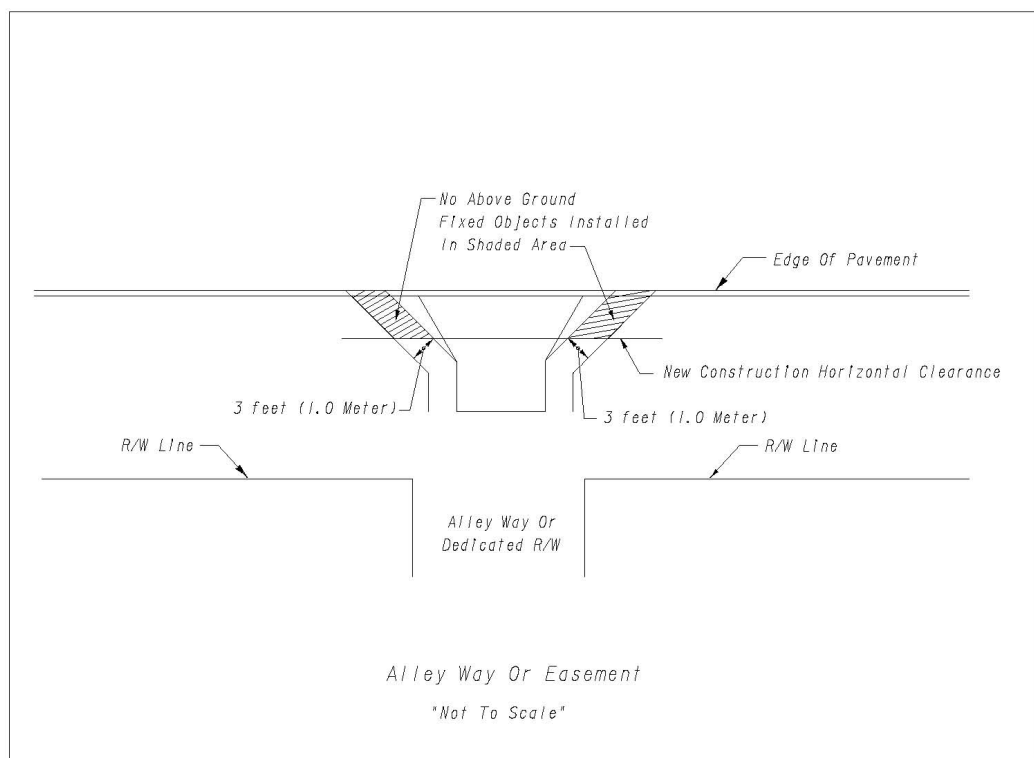 No Above Ground
Fixed Objects Installed
In Shaded Area
Edge Of Pavement
New Construction Horizontal Clearance
3 feet (1.0 Meter)
3 feet (1.0 Meter)
R/W Line
R/W Line
Alley Way Or
Dedicated R/W
Alley Way Or Easement
"Not To Scale"